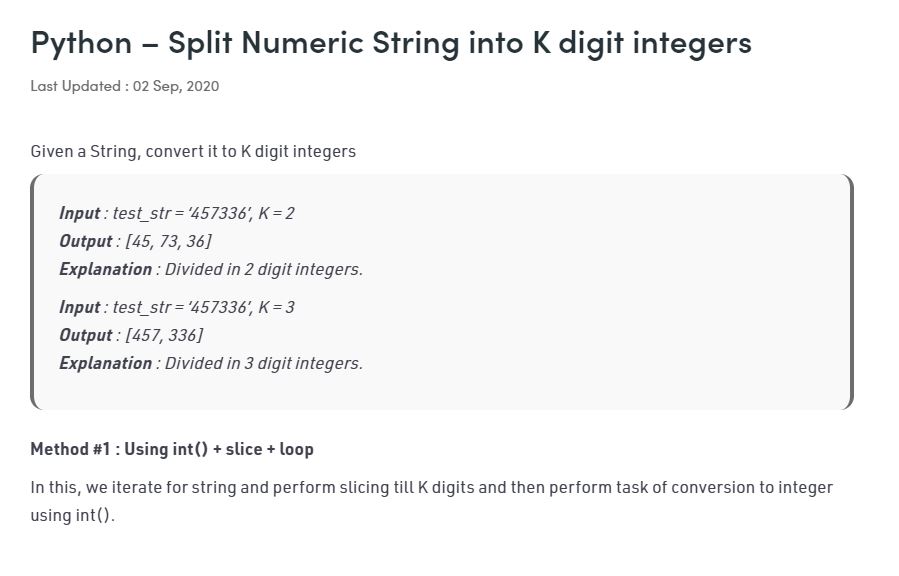 Python – Split Numeric String into K digit integers
Last Updated : 02 Sep, 2020
Given a String, convert it to K digit integers
Input : test_str = ‘457336’, K = 2
Output : [45, 73, 36]
Explanation : Divided in 2 digit integers.
Input : test_str = ‘457336’, K = 3
Output : [457, 336]
Explanation : Divided in 3 digit integers.
Method #1 : Using int() + slice + loop
In this, we iterate for string and perform slicing till K digits and then perform task of conversion to integer
using int().